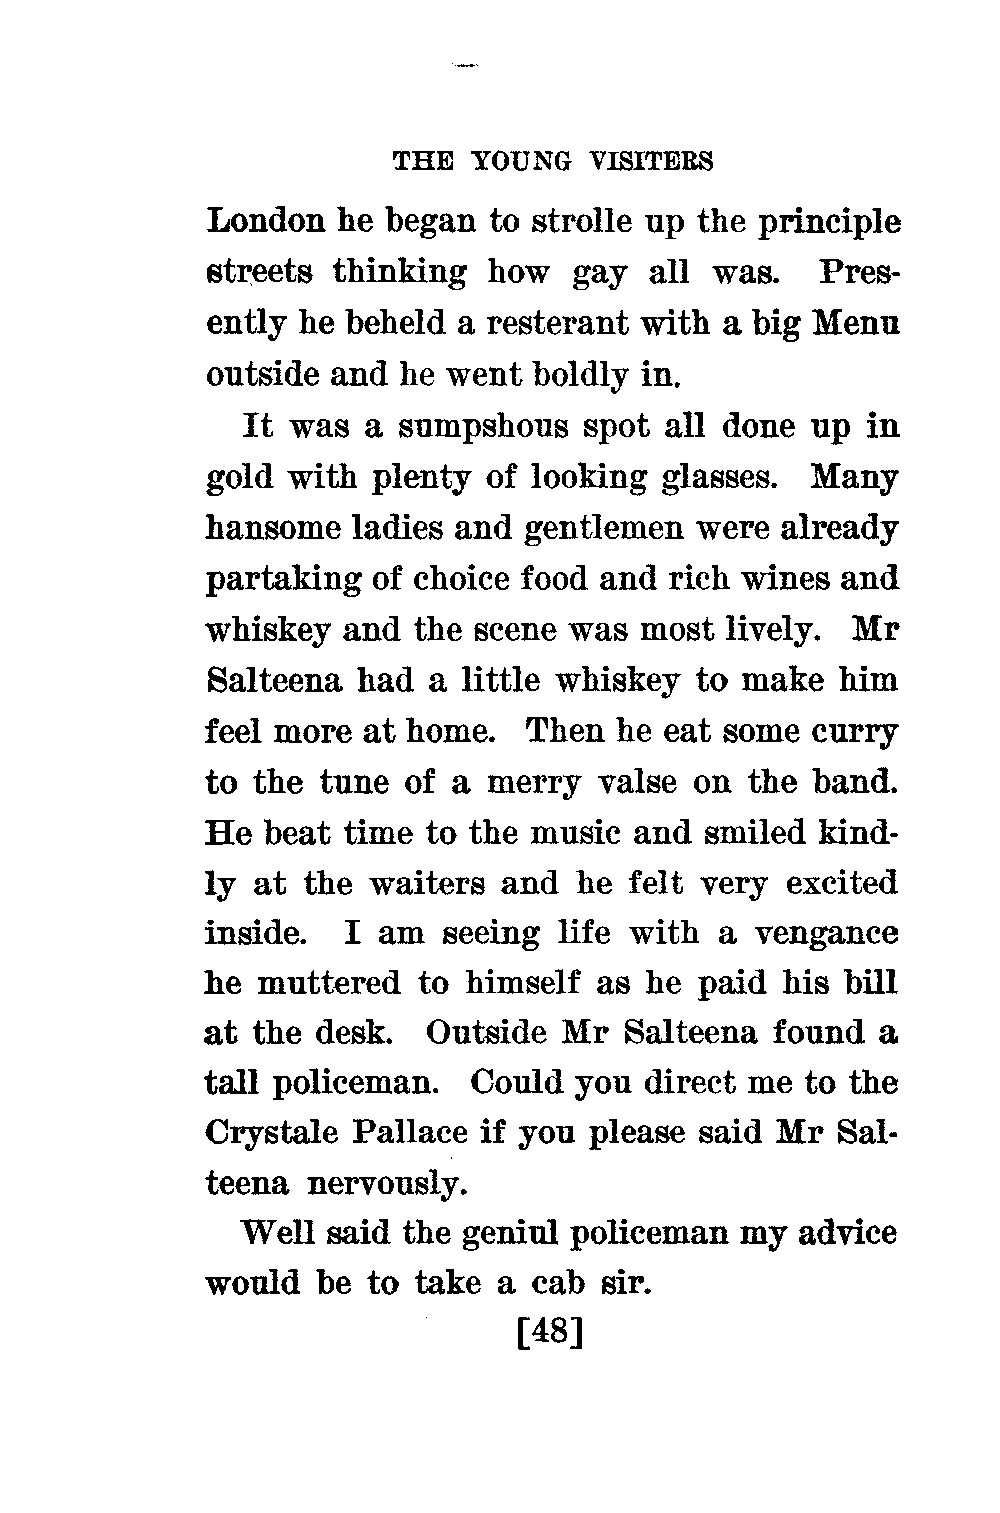 THE YOUNG VISITERS
London he began to strolle up the principle
streets thinking how gay all was. Pres-
ently he beheld a resterant with a big Menu
outside and he went boldly in.
It was a sumpshous spot all done up in
gold with plenty of looking glasses. Many
hansome ladies and gentlemen were already
partaking of choice food and rich wines and
whiskey and the scene was most lively. Mr
Salteena had a little whiskey to make him
feel more at home. Then he eat some curry
to the tune of a merry valse on the band.
He beat time to the music and smiled kind-
ly at the waiters and he felt very excited
inside. I am seeing life with a vengance
he muttered to himself as he paid his bill
at the desk. Outside Mr Salteena found a
tall policeman. Could you direct me to the
Crystale Pallace if you please said Mr Sal-
teena nervously.
Well said the geniul policeman my advice
would be to take a cab sir.
[48]